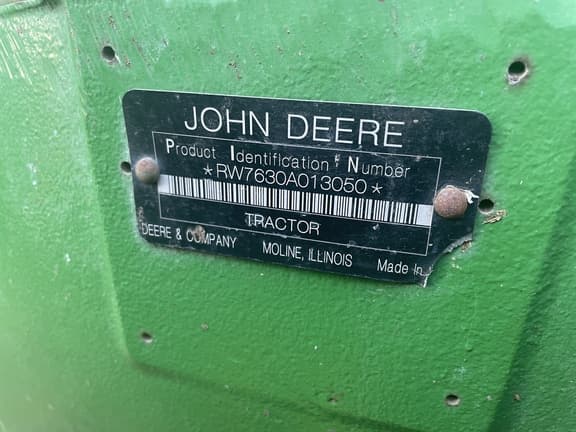 JOHN DEERE
Product Identification Number
*RW7630A013050*
TRACTOR
DEERE & COMPANY MOLINE, ILLINOIS Made in